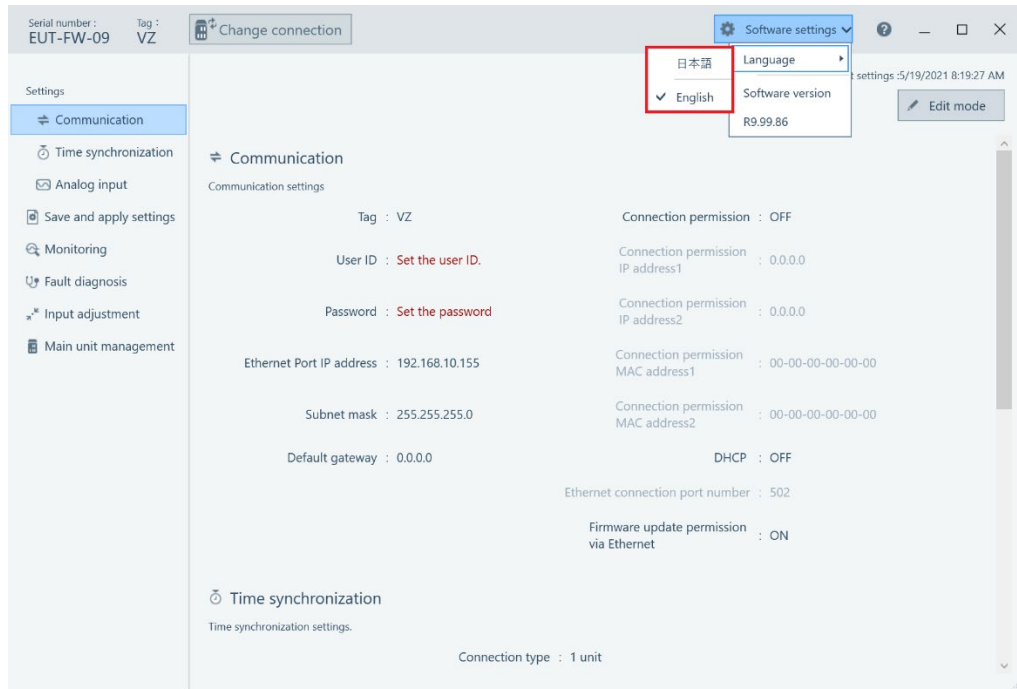 Serial number :
EUT-FW-09
Tag :
VZ
Change connection
Software settings
?
日本語
English
Language
Software version
R9.99.86
t settings :5/19/2021 8:19:27 AM
Edit mode
Settings
Communication
Time synchronization
Analog input
Save and apply settings
Monitoring
Fault diagnosis
Input adjustment
Main unit management
Communication
Communication settings
Tag : VZ
Connection permission : OFF
User ID : Set the user ID.
Connection permission
IP address1 : 0.0.0.0
Password : Set the password
Connection permission
IP address2 : 0.0.0.0
Ethernet Port IP address : 192.168.10.155
Connection permission
MAC address1 : 00-00-00-00-00-00
Subnet mask : 255.255.255.0
Connection permission
MAC address2 : 00-00-00-00-00-00
Default gateway : 0.0.0.0
DHCP : OFF
Ethernet connection port number : 502
Firmware update permission
via Ethernet : ON
Time synchronization
Time synchronization settings.
Connection type : 1 unit